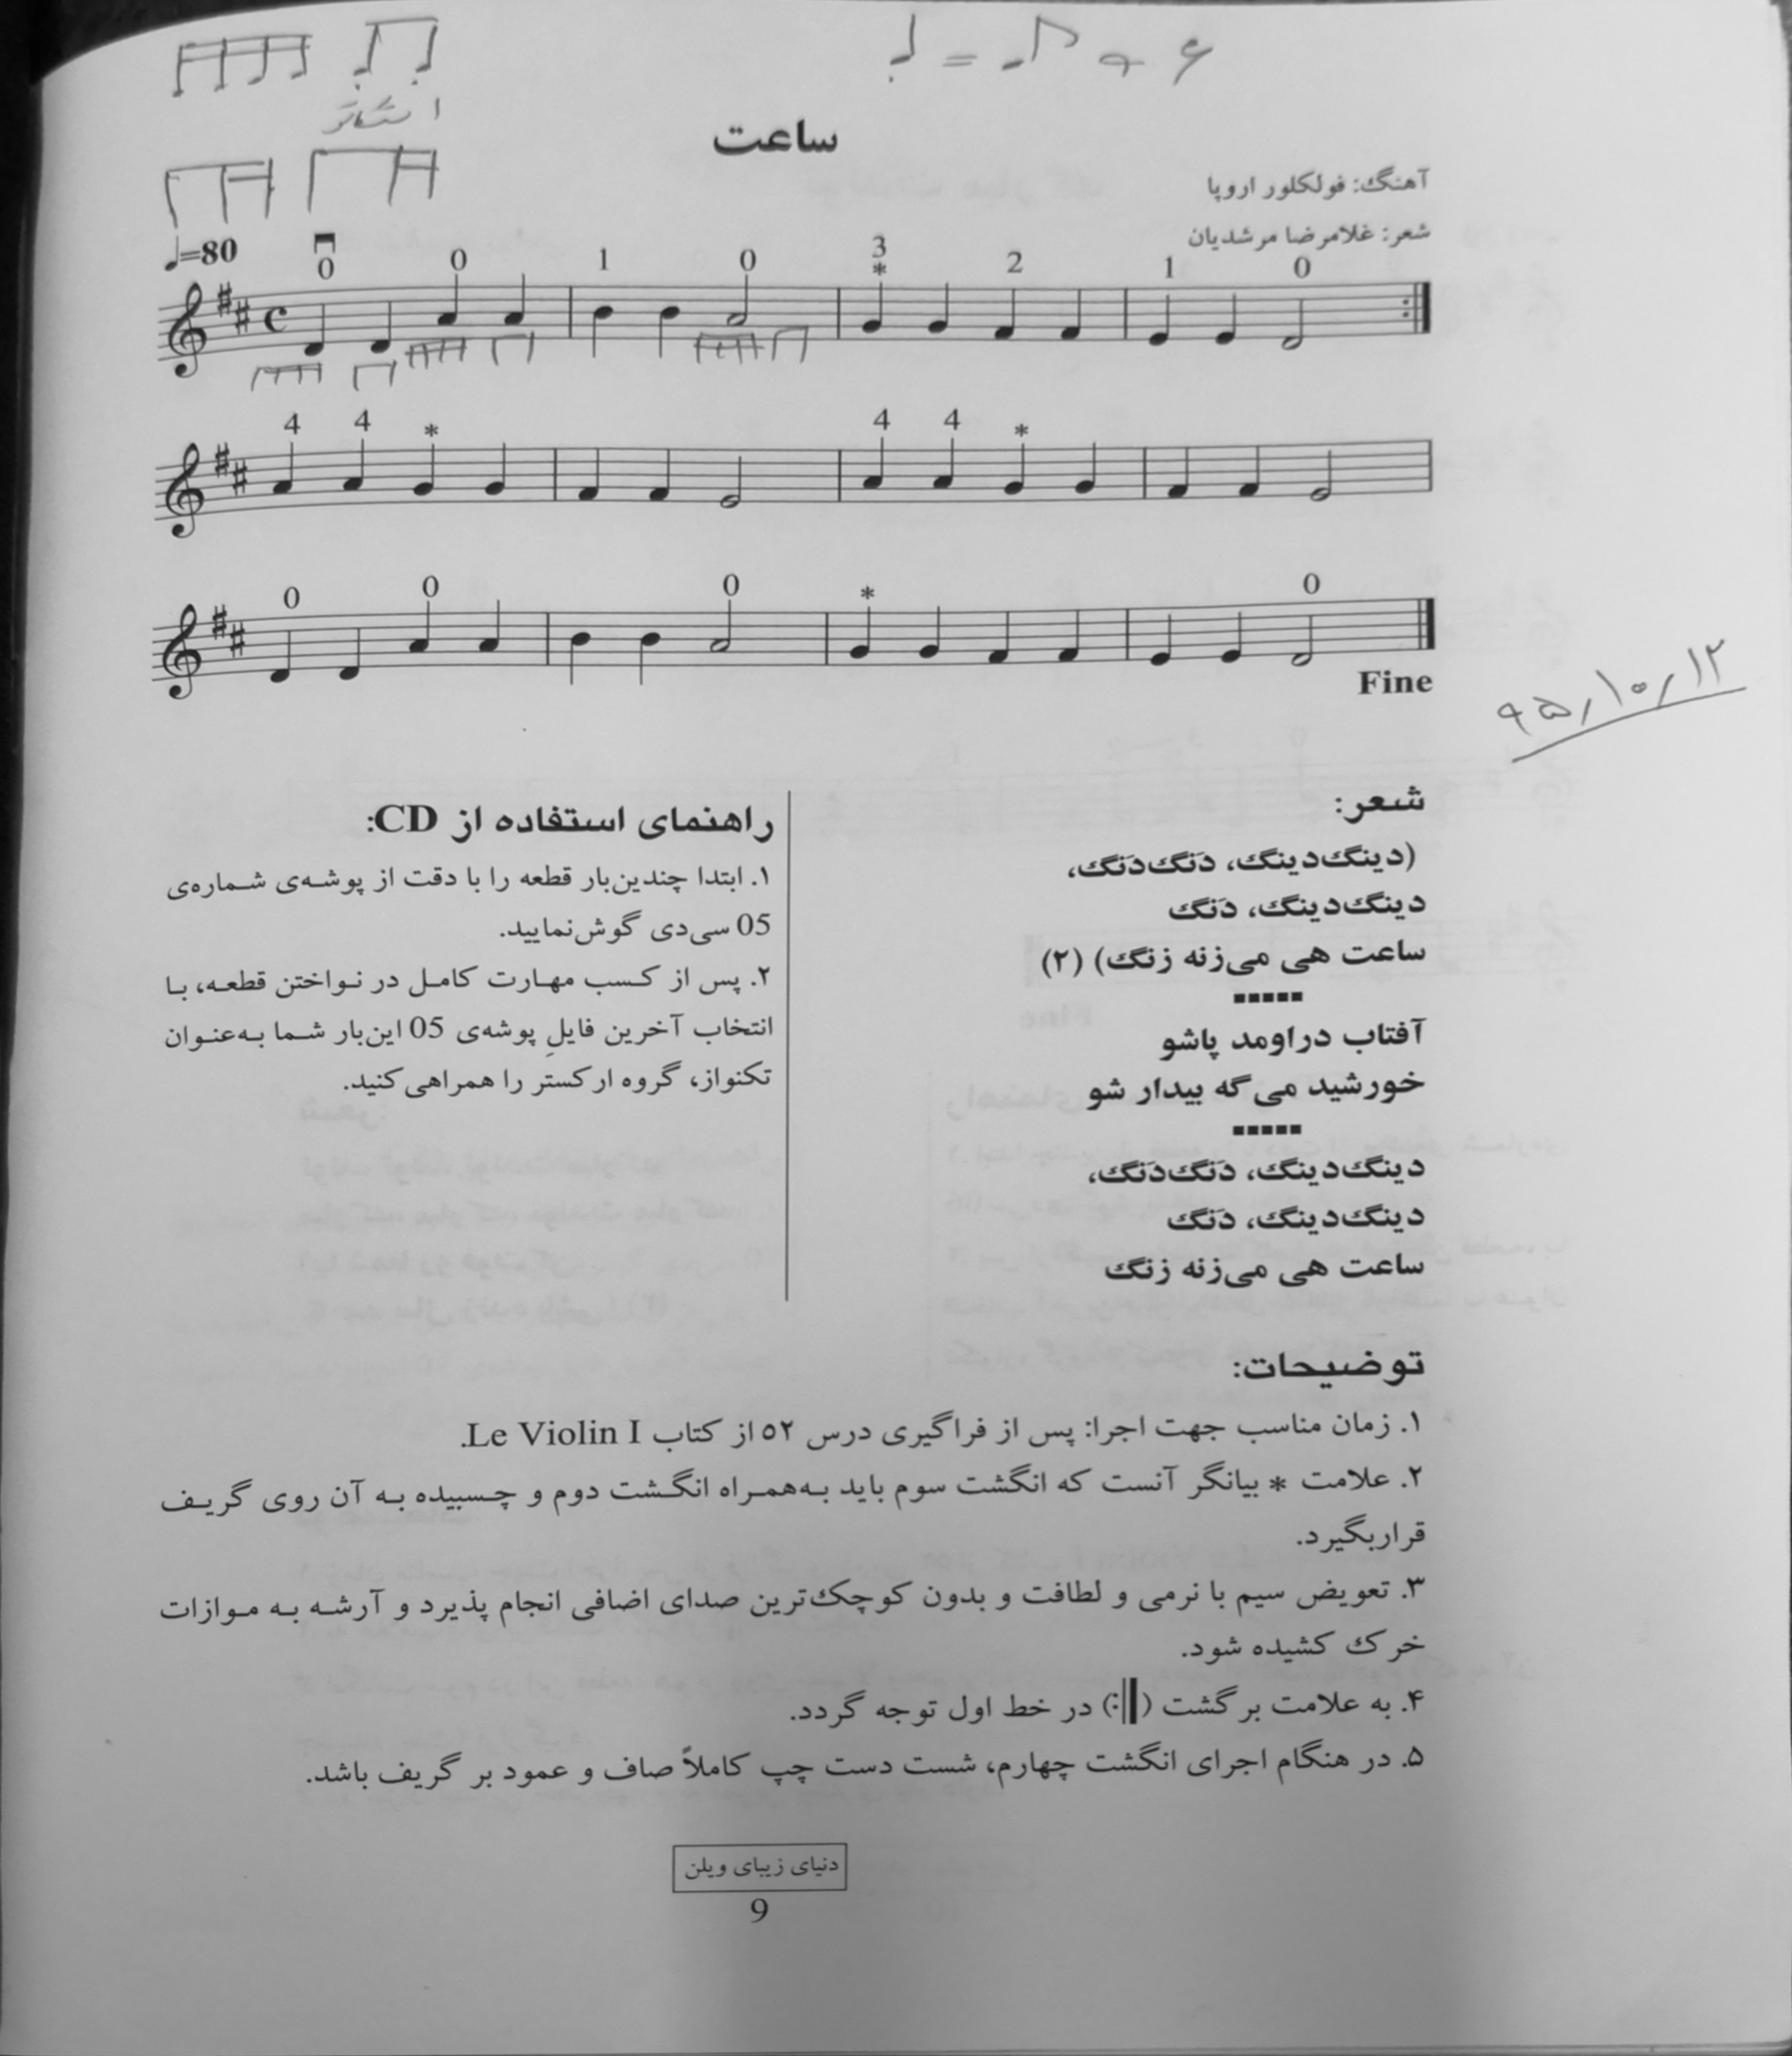 ساعت
آهنگ: فولکلور اروپا
شعر: غلامرضا مرشدیان
♩=80
0 0 1 0 3 2 1 0
*
4 4 * 4 4 *
0 0 0 * 0
Fine
۹۵/۱۰/۱۲
شعر:
(دینگ‌دینگ، دَنگ‌دَنگ،
دینگ‌دینگ، دَنگ
ساعت هی می‌زنه زنگ) (۲)
آفتاب دراومد پاشو
خورشید می‌گه بیدار شو
دینگ‌دینگ، دَنگ‌دَنگ،
دینگ‌دینگ، دَنگ
ساعت هی می‌زنه زنگ
راهنمای استفاده از CD:
۱. ابتدا چندین‌بار قطعه را با دقت از پوشه‌ی شماره‌ی
05 سی‌دی گوش‌نمایید.
۲. پس از کسب مهارت کامل در نواختن قطعه، با
انتخاب آخرین فایلِ پوشه‌ی 05 این‌بار شما به‌عنوان
تکنواز، گروه ارکستر را همراهی‌کنید.
توضیحات:
۱. زمان مناسب جهت اجرا: پس از فراگیری درس ۵۲ از کتاب Le Violin I.
۲. علامت * بیانگر آنست که انگشت سوم باید به‌همراه انگشت دوم و چسبیده به آن روی گریف
قراربگیرد.
۳. تعویض سیم با نرمی و لطافت و بدون کوچک‌ترین صدای اضافی انجام پذیرد و آرشه به موازات
خرک کشیده شود.
۴. به علامت برگشت (:‖) در خط اول توجه گردد.
۵. در هنگام اجرای انگشت چهارم، شست دست چپ کاملاً صاف و عمود بر گریف باشد.
دنیای زیبای ویلن
9